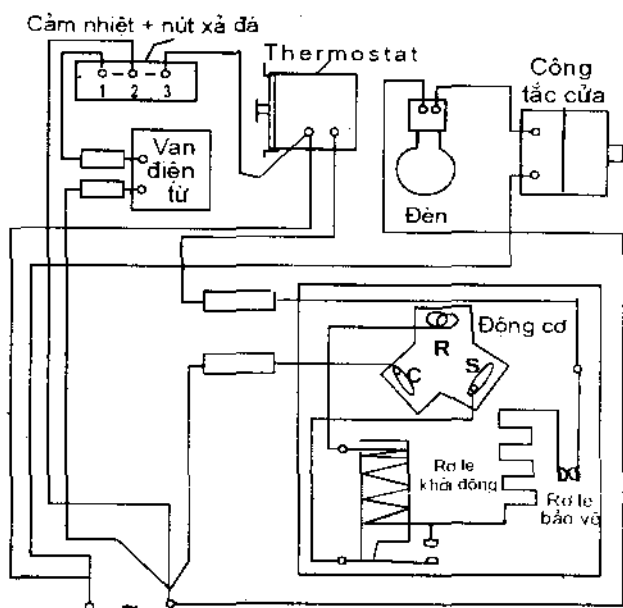 Cảm nhiệt + nút xả đá
1 2 3
Thermostat
Công
tắc cửa
Van
điện
từ
Đèn
Động cơ
R
C
S
Rơ le
khởi động
Rơ le
bảo vệ